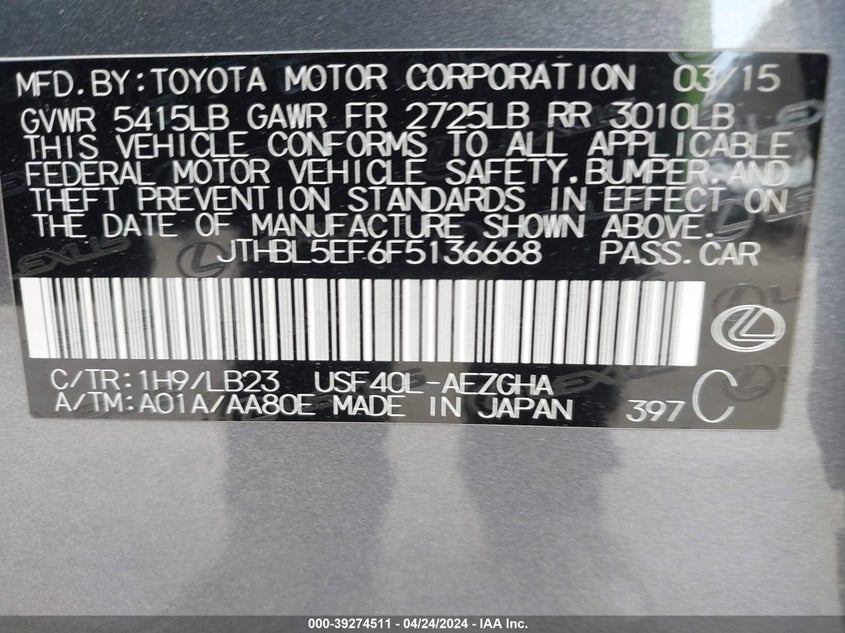 MFD.BY:TOYOTA MOTOR CORPORATION 03/15
GVWR 5415LB GAWR FR 2725LB RR 3010LB
THIS VEHICLE CONFORMS TO ALL APPLICABLE
FEDERAL MOTOR VEHICLE SAFETY.BUMPER.AND
THEFT PREVENTION STANDARDS IN EFFECT ON
THE DATE OF MANUFACTURE SHOWN ABOVE.
JTHBL5EF6F5136668 PASS.CAR
C/TR:1H9/LB23 USF40L-AEZGHA
A/TM:A01A/AA80E MADE IN JAPAN 397 C
000-39274511 - 04/24/2024 - IAA Inc.